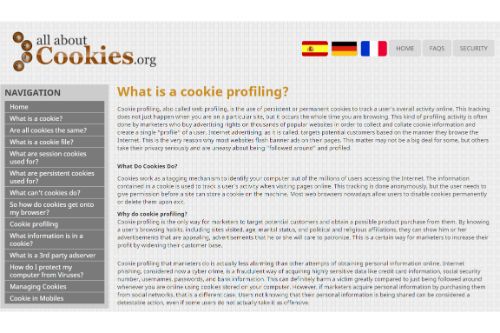 all about
Cookies.org
HOME FAQS SECURITY
NAVIGATION
Home
What is a cookie?
Are all cookies the same?
What is a cookie file?
What are session cookies
used for?
What are persistent cookies
used for?
What can't cookies do?
So how do cookies get onto
my browser?
Cookie profiling
What information is in a
cookie?
What is a 3rd party adserver
How do I protect my
computer from Viruses?
Managing Cookies
Cookie in Mobiles
What is a cookie profiling?
Cookie profiling, also called web profiling, is the use of persistent or permanent cookies to track a user's overall activity online. This tracking
does not just happen when you are on a particular site, but it occurs the whole time you are browsing. This kind of profiling activity is often
done by marketers who buy advertising rights on thousands of popular websites in order to collect and collate cookie information and
create a single "profile" of a user. Internet advertising, as it is called, targets potential customers based on the manner they browse the
Internet. This is the very reason why most websites flash banner ads on their pages. This matter may not be a big deal for some, but others
take their privacy seriously and are uneasy about being "followed around" and profiled.
What Do Cookies Do?
Cookies work as a tagging mechanism to identify your computer out of the millions of users accessing the Internet. The information
contained in a cookie is used to track a user's activity when visiting pages online. This tracking is done anonymously, but the user needs to
give permission before a site can store a cookie on the machine. Most web browsers nowadays allow users to disable cookies permanently
or delete them upon exit.
Why do cookie profiling?
Cookie profiling is the only way for marketers to target potential customers and obtain a possible product purchase from them. By knowing
a user's browsing habits, including sites visited, age, marital status, and political and religious affiliations, they can show him or her
advertisements that are appealing, advertisements that he or she will care to patronize. This is a certain way for marketers to increase their
profit by widening their customer base.
Cookie profiling that marketers do is actually less alarming than other attempts of obtaining personal online information. Internet
phishing, considered now a cyber crime, is a fraudulent way of acquiring highly sensitive data like credit card information, social security
number, usernames, passwords, and bank information. This can definitely harm a victim greatly compared to just being followed around
whenever you are online using cookies stored on your computer. However, if marketers acquire personal information by purchasing them
from social networks, that is a different case. Users not knowing that their personal information is being shared can be considered a
detestable action, even if some users do not actually take it as offensive.